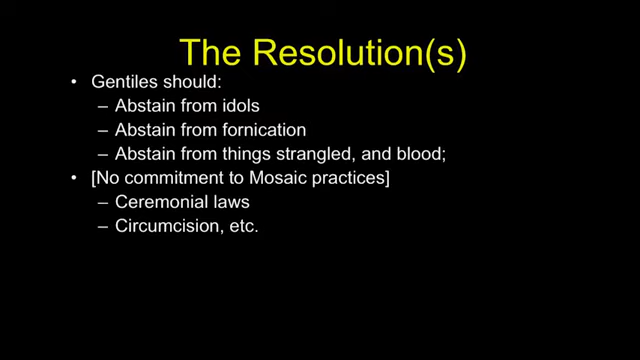 The Resolution(s)
• Gentiles should:
– Abstain from idols
– Abstain from fornication
– Abstain from things strangled, and blood;
• [No commitment to Mosaic practices]
– Ceremonial laws
– Circumcision, etc.